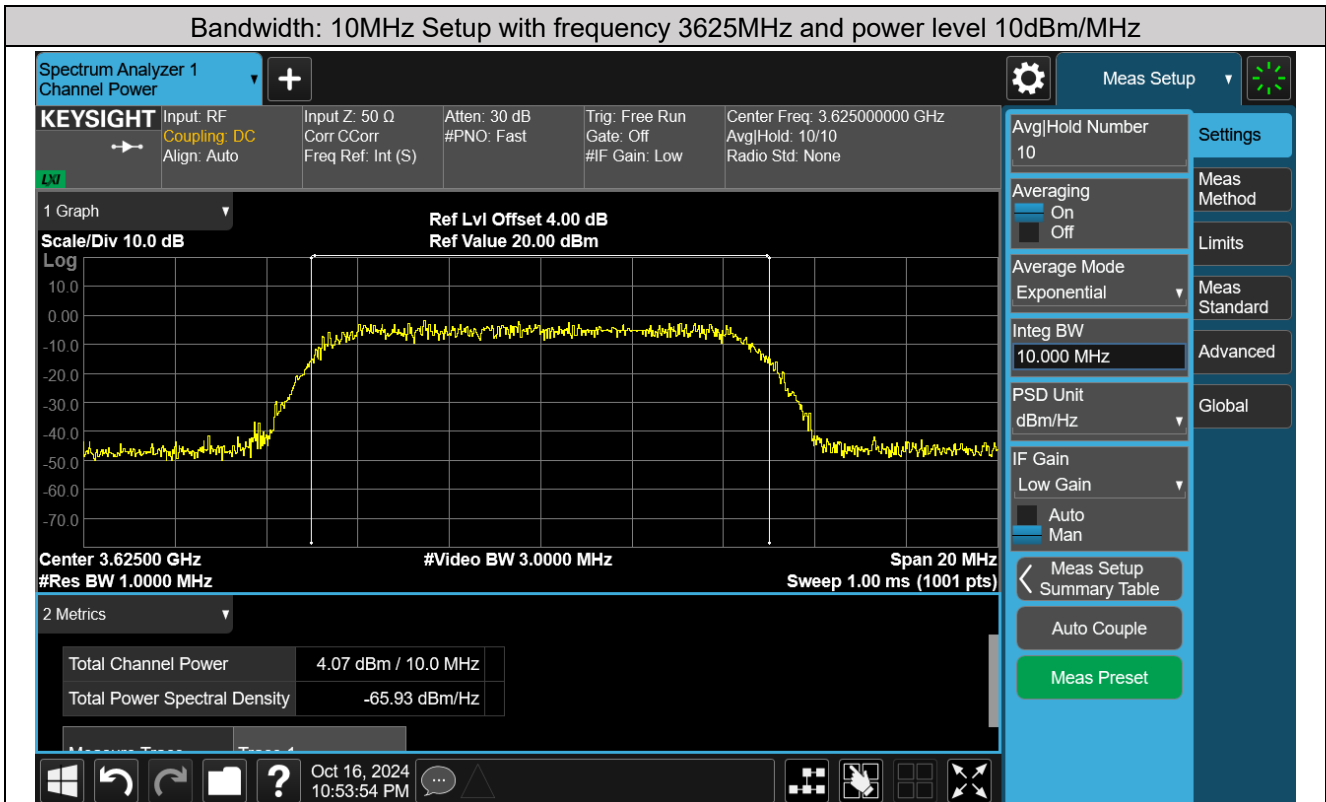 Bandwidth: 10MHz Setup with frequency 3625MHz and power level 10dBm/MHz
Spectrum Analyzer 1
Channel Power
Meas Setup
KEYSIGHT
LXI
Input: RF
Coupling: DC
Align: Auto
Input Z: 50 Ω
Corr CCorr
Freq Ref: Int (S)
Atten: 30 dB
#PNO: Fast
Trig: Free Run
Gate: Off
#IF Gain: Low
Center Freq: 3.625000000 GHz
Avg|Hold: 10/10
Radio Std: None
1 Graph
Scale/Div 10.0 dB
Ref Lvl Offset 4.00 dB
Ref Value 20.00 dBm
Log
10.0
0.00
-10.0
-20.0
-30.0
-40.0
-50.0
-60.0
-70.0
Center 3.62500 GHz
#Video BW 3.0000 MHz
Span 20 MHz
#Res BW 1.0000 MHz
Sweep 1.00 ms (1001 pts)
2 Metrics
Total Channel Power 4.07 dBm / 10.0 MHz
Total Power Spectral Density -65.93 dBm/Hz
Measure Trace Trace 1
Oct 16, 2024
10:53:54 PM
Avg|Hold Number
10
Averaging
On
Off
Average Mode
Exponential
Integ BW
10.000 MHz
PSD Unit
dBm/Hz
IF Gain
Low Gain
Auto
Man
Meas Setup
Summary Table
Auto Couple
Meas Preset
Settings
Meas
Method
Limits
Meas
Standard
Advanced
Global